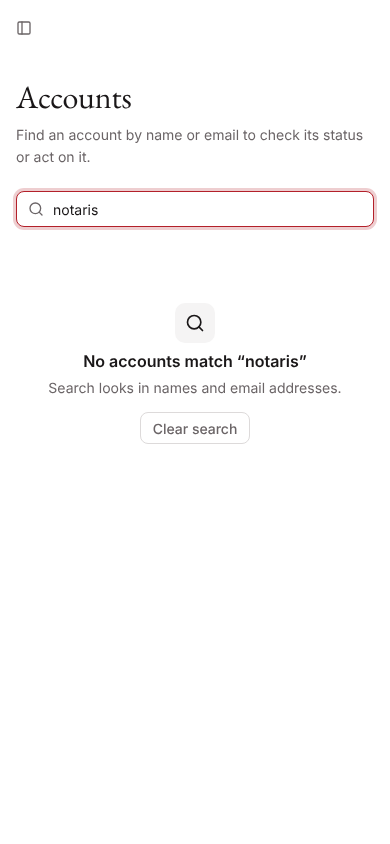 Accounts
Find an account by name or email to check its status
or act on it.
notaris
No accounts match “notaris”
Search looks in names and email addresses.
Clear search